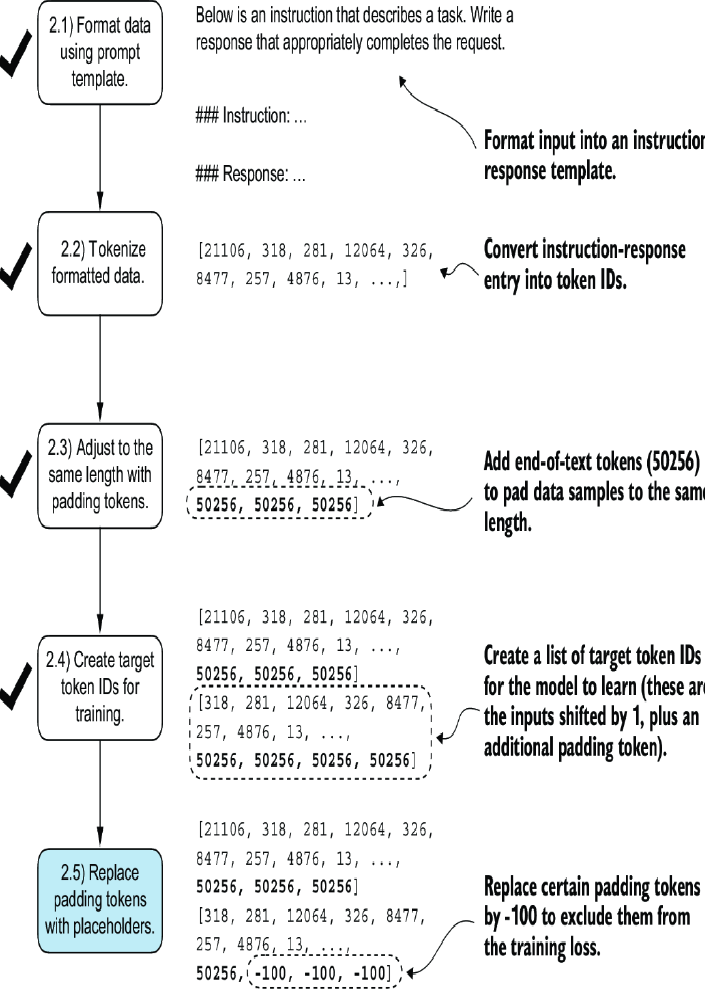 2.1) Format data
using prompt
template.
Below is an instruction that describes a task. Write a
response that appropriately completes the request.
### Instruction: ...
### Response: ...
Format input into an instruction
response template.
2.2) Tokenize
formatted data.
[21106, 318, 281, 12064, 326,
8477, 257, 4876, 13, ...,]
Convert instruction-response
entry into token IDs.
2.3) Adjust to the
same length with
padding tokens.
[21106, 318, 281, 12064, 326,
8477, 257, 4876, 13, ...,
50256, 50256, 50256]
Add end-of-text tokens (50256)
to pad data samples to the same
length.
2.4) Create target
token IDs for
training.
[21106, 318, 281, 12064, 326,
8477, 257, 4876, 13, ...,
50256, 50256, 50256]
[318, 281, 12064, 326, 8477,
257, 4876, 13, ...,
50256, 50256, 50256, 50256]
Create a list of target token IDs
for the model to learn (these are
the inputs shifted by 1, plus an
additional padding token).
2.5) Replace
padding tokens
with placeholders.
[21106, 318, 281, 12064, 326,
8477, 257, 4876, 13, ...,
50256, 50256, 50256]
[318, 281, 12064, 326, 8477,
257, 4876, 13, ...,
50256, -100, -100, -100]
Replace certain padding tokens
by -100 to exclude them from
the training loss.